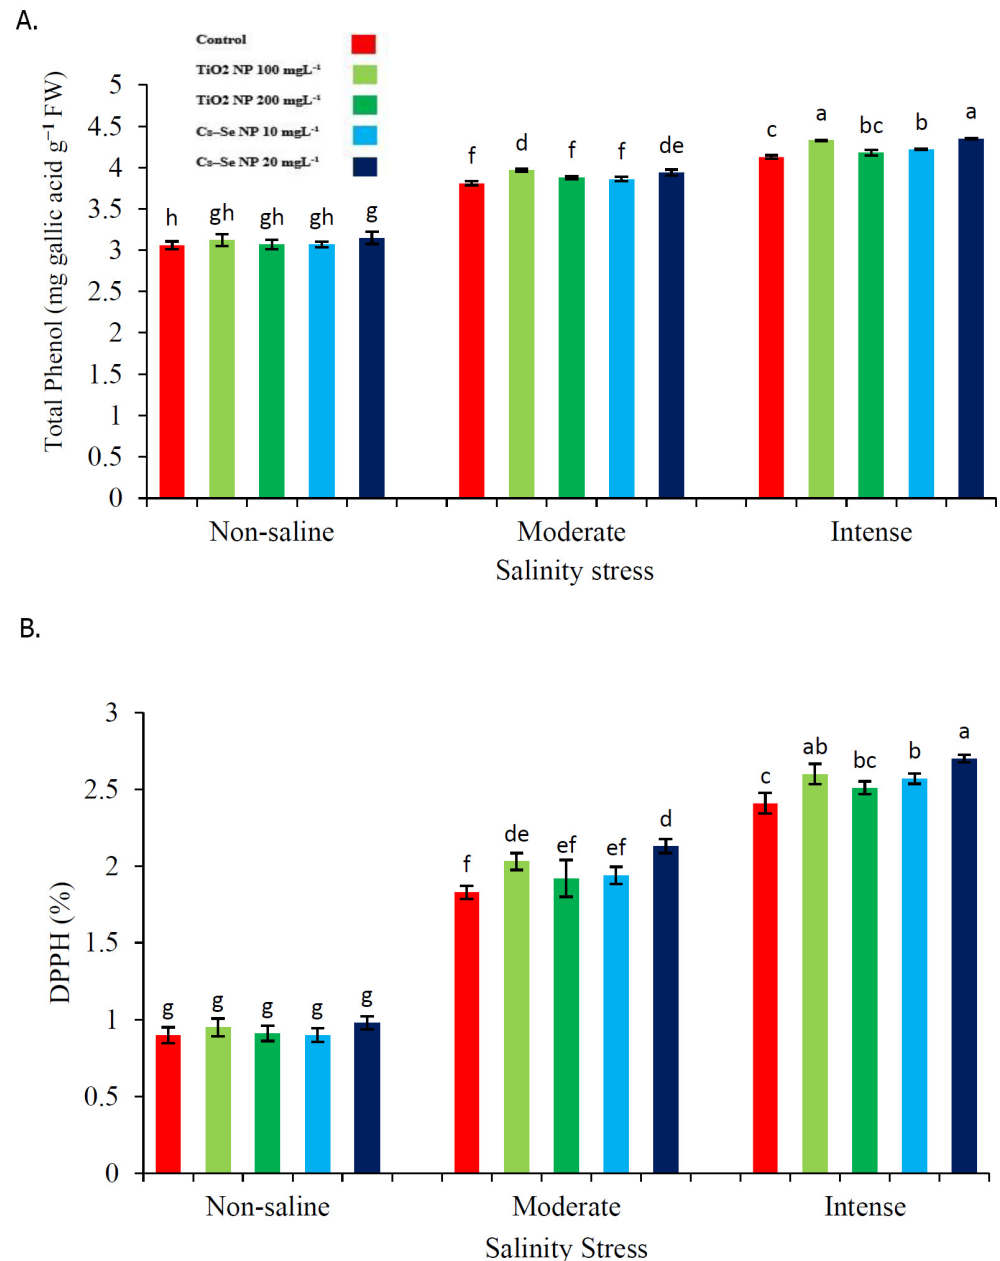 A.
Control
TiO2 NP 100 mgL⁻¹
TiO2 NP 200 mgL⁻¹
Cs–Se NP 10 mgL⁻¹
Cs–Se NP 20 mgL⁻¹
Total Phenol (mg gallic acid g⁻¹ FW)
5
4.5
4
3.5
3
2.5
2
1.5
1
0.5
0
h gh gh gh g
f d f f de
c a bc b a
Non-saline Moderate Intense
Salinity stress
B.
DPPH (%)
3
2.5
2
1.5
1
0.5
0
g g g g g
f de ef ef d
c ab bc b a
Non-saline Moderate Intense
Salinity Stress